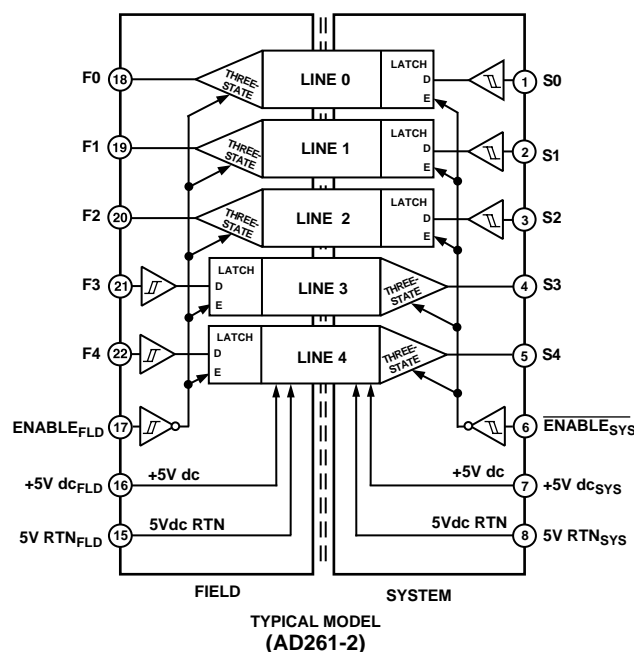 FIELD SYSTEM
F0 18 THREE-STATE LINE 0 LATCH D E 1 S0
F1 19 THREE-STATE LINE 1 LATCH D E 2 S1
F2 20 THREE-STATE LINE 2 LATCH D E 3 S2
F3 21 LATCH D E LINE 3 THREE-STATE 4 S3
F4 22 LATCH D E LINE 4 THREE-STATE 5 S4
ENABLEFLD 17 6 ENABLESYS
+5V dcFLD 16 +5V dc +5V dc 7 +5V dcSYS
5V RTNFLD 15 5Vdc RTN 5Vdc RTN 8 5V RTNSYS
FIELD SYSTEM
TYPICAL MODEL
(AD261-2)